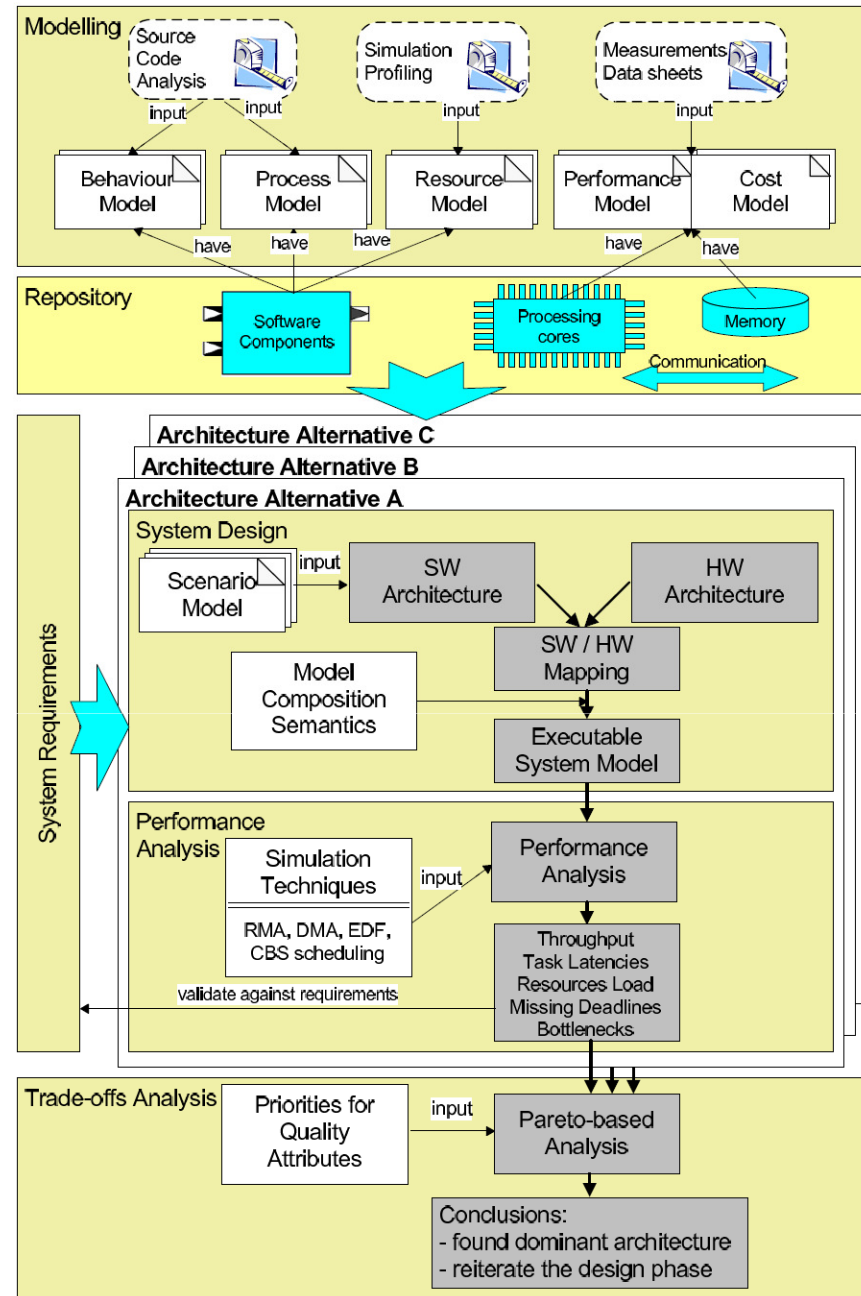 Modelling
Source
Code
Analysis
Simulation
Profiling
Measurements
Data sheets
input
input
input
input
Behaviour
Model
Process
Model
Resource
Model
Performance
Model
Cost
Model
have
have
have
have
have
Repository
Software
Components
Processing
cores
Memory
Communication
System Requirements
Architecture Alternative C
Architecture Alternative B
Architecture Alternative A
System Design
Scenario
Model
input
SW
Architecture
HW
Architecture
SW / HW
Mapping
Model
Composition
Semantics
Executable
System Model
Performance
Analysis
Simulation
Techniques
RMA, DMA, EDF,
CBS scheduling
input
Performance
Analysis
Throughput
Task Latencies
Resources Load
Missing Deadlines
Bottlenecks
validate against requirements
Trade-offs Analysis
Priorities for
Quality
Attributes
input
Pareto-based
Analysis
Conclusions:
- found dominant architecture
- reiterate the design phase